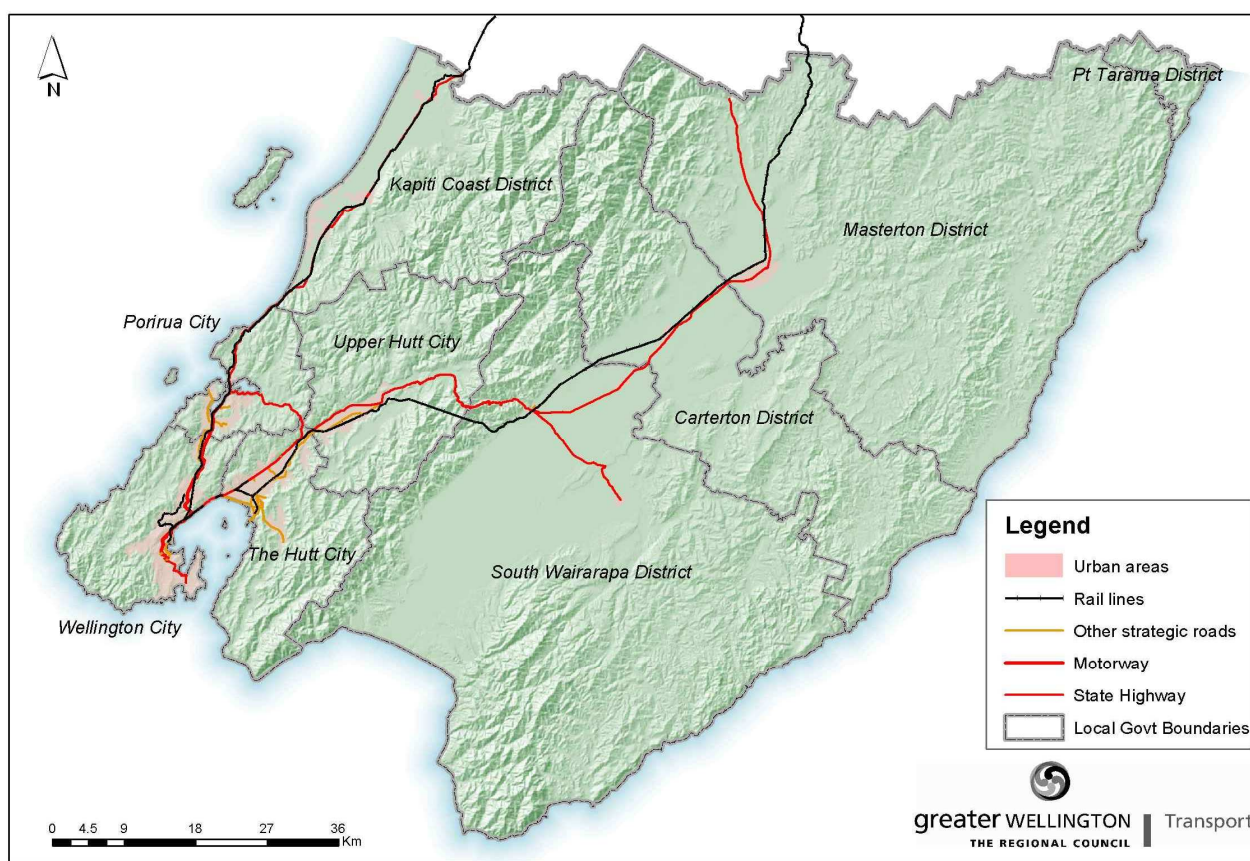 N
Pt Tararua District
Kapiti Coast District
Masterton District
Porirua City
Upper Hutt City
Carterton District
The Hutt City
South Wairarapa District
Wellington City
Legend
Urban areas
Rail lines
Other strategic roads
Motorway
State Highway
Local Govt Boundaries
0 4.5 9 18 27 36
Km
greater WELLINGTON
THE REGIONAL COUNCIL
Transport